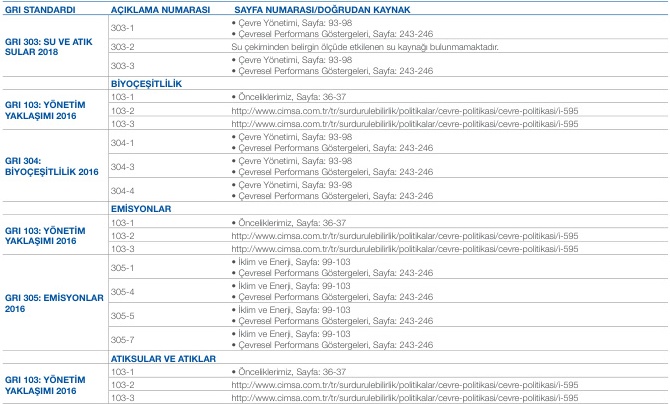 GRI STANDARDI AÇIKLAMA NUMARASI SAYFA NUMARASI/DOĞRUDAN KAYNAK
GRI 303: SU VE ATIK SULAR 2018
303-1
• Çevre Yönetimi, Sayfa: 93-98
• Çevresel Performans Göstergeleri, Sayfa: 243-246
303-2 Su çekiminden belirgin ölçüde etkilenen su kaynağı bulunmamaktadır.
303-3
• Çevre Yönetimi, Sayfa: 93-98
• Çevresel Performans Göstergeleri, Sayfa: 243-246
BİYOÇEŞİTLİLİK
GRI 103: YÖNETİM
YAKLAŞIMI 2016
103-1 • Önceliklerimiz, Sayfa: 36-37
103-2 http://www.cimsa.com.tr/tr/surdurulebilirlik/politikalar/cevre-politikasi/cevre-politikasi/i-595
103-3 http://www.cimsa.com.tr/tr/surdurulebilirlik/politikalar/cevre-politikasi/cevre-politikasi/i-595
GRI 304:
BİYOÇEŞİTLİLİK 2016
304-1
• Çevre Yönetimi, Sayfa: 93-98
• Çevresel Performans Göstergeleri, Sayfa: 243-246
304-3
• Çevre Yönetimi, Sayfa: 93-98
• Çevresel Performans Göstergeleri, Sayfa: 243-246
304-4
• Çevre Yönetimi, Sayfa: 93-98
• Çevresel Performans Göstergeleri, Sayfa: 243-246
EMİSYONLAR
GRI 103: YÖNETİM
YAKLAŞIMI 2016
103-1 • Önceliklerimiz, Sayfa: 36-37
103-2 http://www.cimsa.com.tr/tr/surdurulebilirlik/politikalar/cevre-politikasi/cevre-politikasi/i-595
103-3 http://www.cimsa.com.tr/tr/surdurulebilirlik/politikalar/cevre-politikasi/cevre-politikasi/i-595
GRI 305: EMİSYONLAR
2016
305-1
• İklim ve Enerji, Sayfa: 99-103
• Çevresel Performans Göstergeleri, Sayfa: 243-246
305-4
• İklim ve Enerji, Sayfa: 99-103
• Çevresel Performans Göstergeleri, Sayfa: 243-246
305-5
• İklim ve Enerji, Sayfa: 99-103
• Çevresel Performans Göstergeleri, Sayfa: 243-246
305-7
• İklim ve Enerji, Sayfa: 99-103
• Çevresel Performans Göstergeleri, Sayfa: 243-246
ATIKSULAR VE ATIKLAR
GRI 103: YÖNETİM
YAKLAŞIMI 2016
103-1 • Önceliklerimiz, Sayfa: 36-37
103-2 http://www.cimsa.com.tr/tr/surdurulebilirlik/politikalar/cevre-politikasi/cevre-politikasi/i-595
103-3 http://www.cimsa.com.tr/tr/surdurulebilirlik/politikalar/cevre-politikasi/cevre-politikasi/i-595